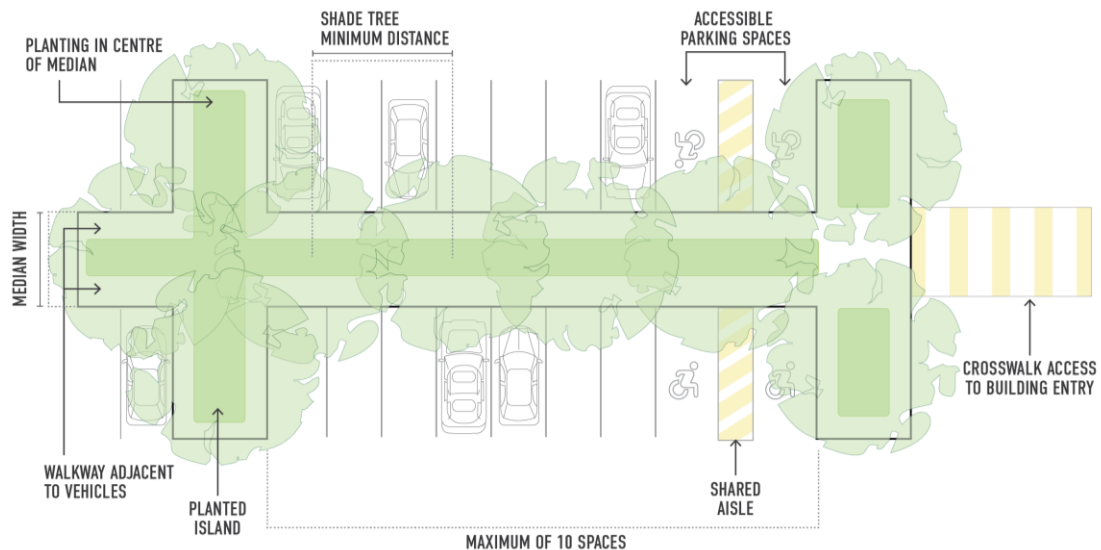 PLANTING IN CENTRE
OF MEDIAN
SHADE TREE
MINIMUM DISTANCE
ACCESSIBLE
PARKING SPACES
MEDIAN WIDTH
CROSSWALK ACCESS
TO BUILDING ENTRY
WALKWAY ADJACENT
TO VEHICLES
PLANTED
ISLAND
SHARED
AISLE
MAXIMUM OF 10 SPACES